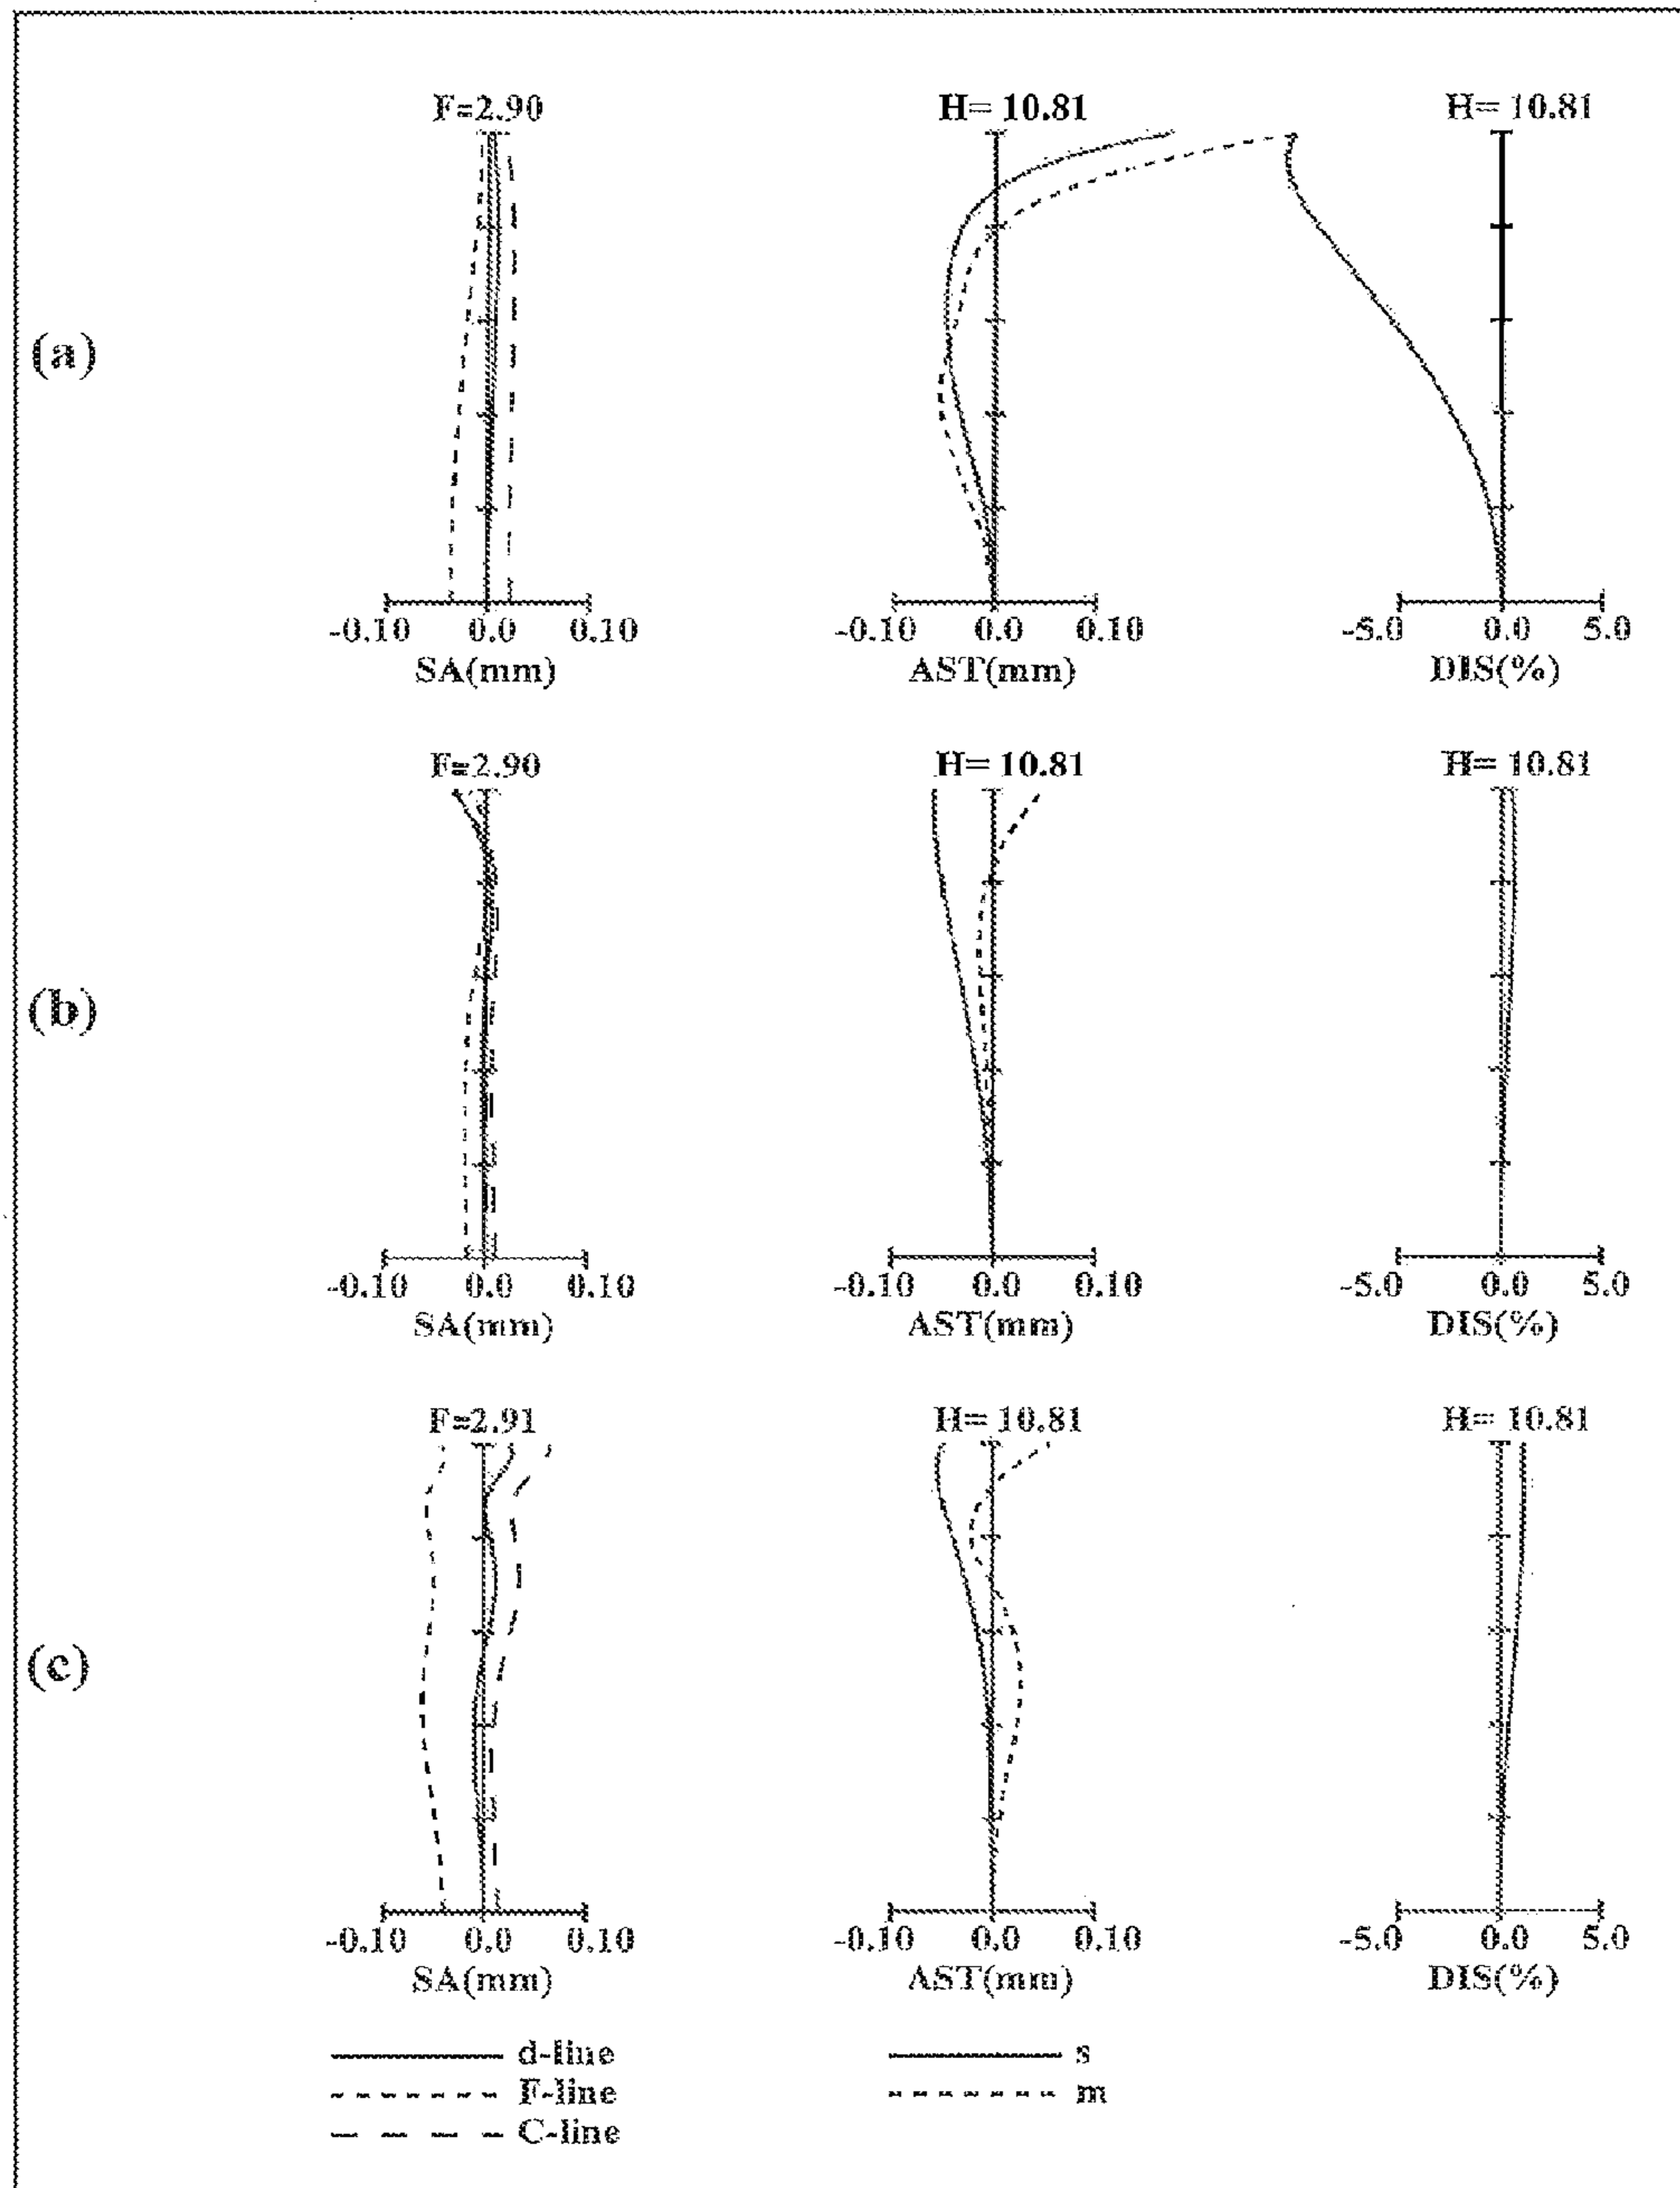 F=2.90 H= 10.81 H= 10.81
(a)
-0.10 0.0 0.10 -0.10 0.0 0.10 -5.0 0.0 5.0
SA(mm) AST(mm) DIS(%)
F=2.90 H= 10.81 H= 10.81
(b)
-0.10 0.0 0.10 -0.10 0.0 0.10 -5.0 0.0 5.0
SA(mm) AST(mm) DIS(%)
F=2.91 H= 10.81 H= 10.81
(c)
-0.10 0.0 0.10 -0.10 0.0 0.10 -5.0 0.0 5.0
SA(mm) AST(mm) DIS(%)
d-line s
F-line m
C-line